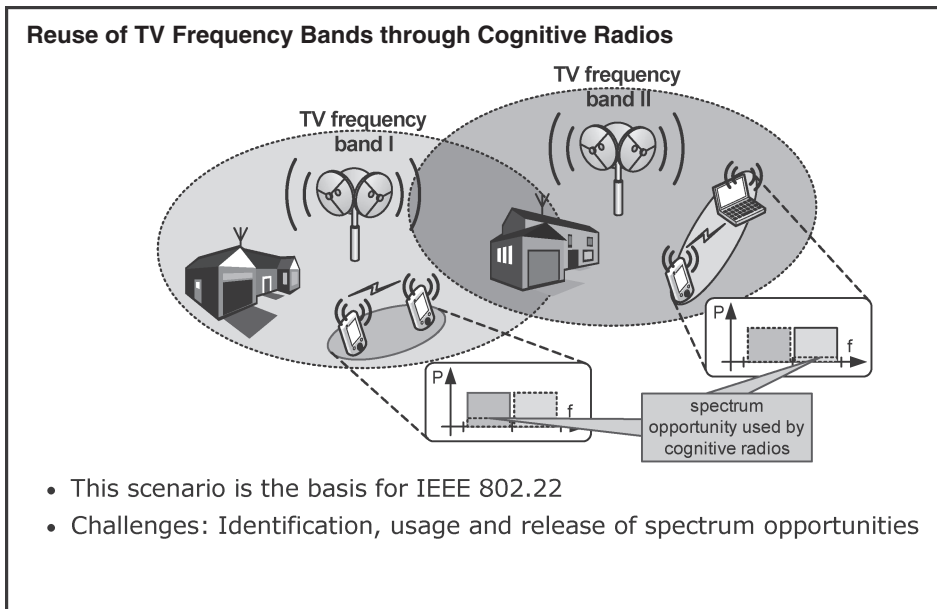 Reuse of TV Frequency Bands through Cognitive Radios
TV frequency
band II
TV frequency
band I
P
f
P
f
spectrum
opportunity used by
cognitive radios
• This scenario is the basis for IEEE 802.22
• Challenges: Identification, usage and release of spectrum opportunities